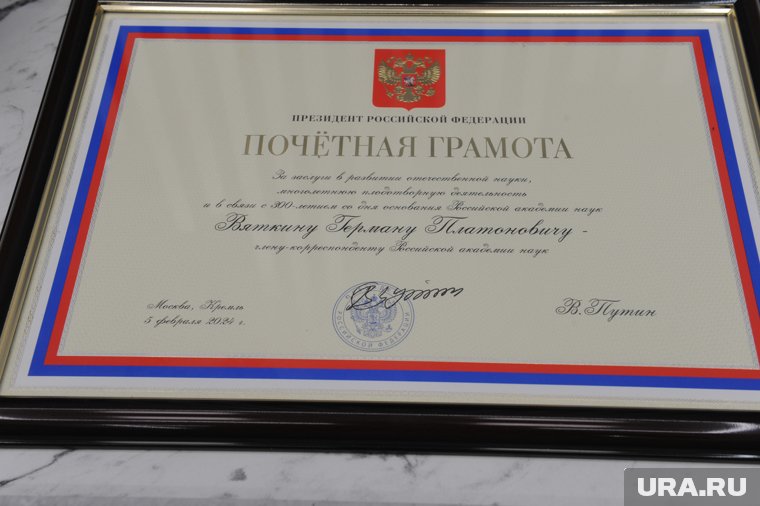 ПРЕЗИДЕНТ РОССИЙСКОЙ ФЕДЕРАЦИИ
ПОЧЁТНАЯ ГРАМОТА
За заслуги в развитии отечественной науки,
многолетнюю плодотворную деятельность
и в связи с 300-летием со дня основания Российской академии наук
Вяткину Герману Платоновичу -
члену-корреспонденту Российской академии наук
Москва, Кремль
5 февраля 2024 г.
РОССИЙСКОЙ ФЕДЕРАЦИИ
В.Путин
URA.RU